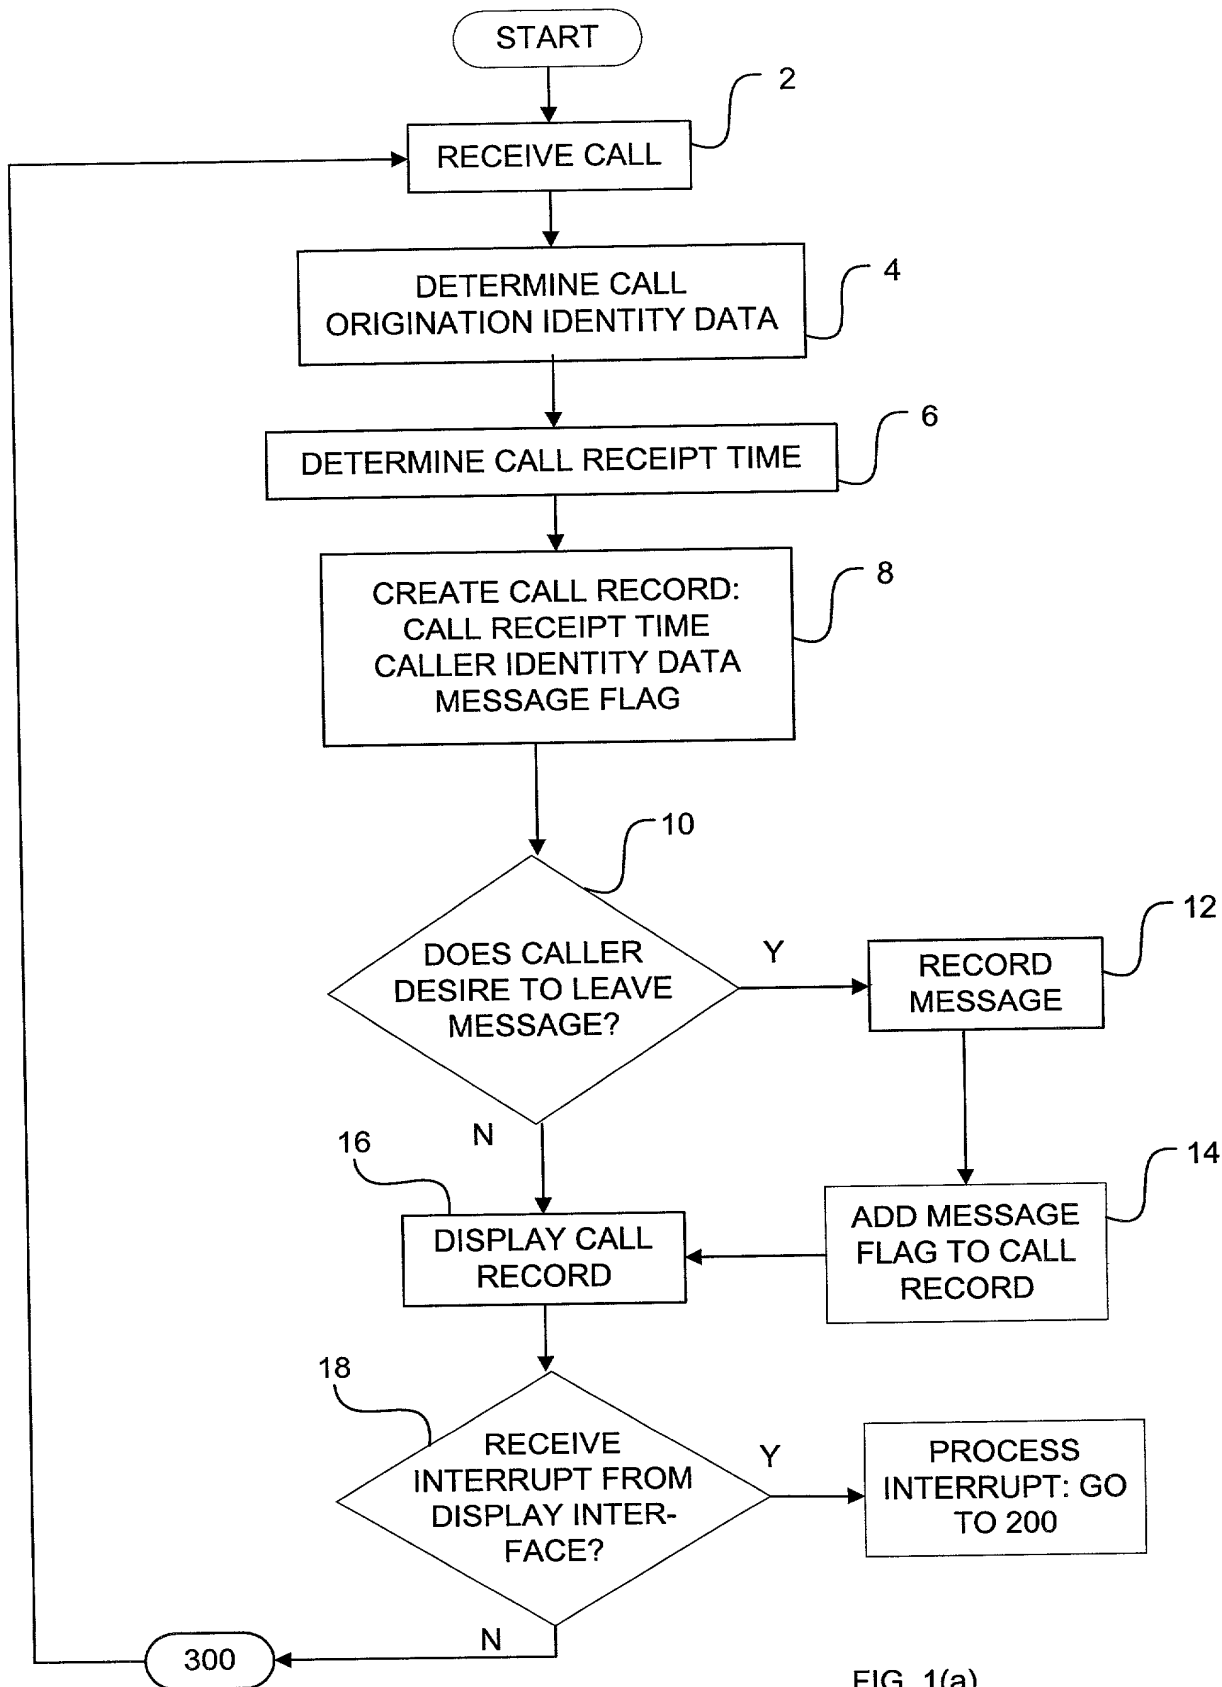 START
2
RECEIVE CALL
DETERMINE CALL
ORIGINATION IDENTITY DATA
4
6
DETERMINE CALL RECEIPT TIME
8
CREATE CALL RECORD:
CALL RECEIPT TIME
CALLER IDENTITY DATA
MESSAGE FLAG
10
DOES CALLER
DESIRE TO LEAVE
MESSAGE?
Y
12
RECORD
MESSAGE
N
16
14
DISPLAY CALL
RECORD
ADD MESSAGE
FLAG TO CALL
RECORD
18
RECEIVE
INTERRUPT FROM
DISPLAY INTER-
FACE?
Y
PROCESS
INTERRUPT: GO
TO 200
N
300
FIG. 1(a)